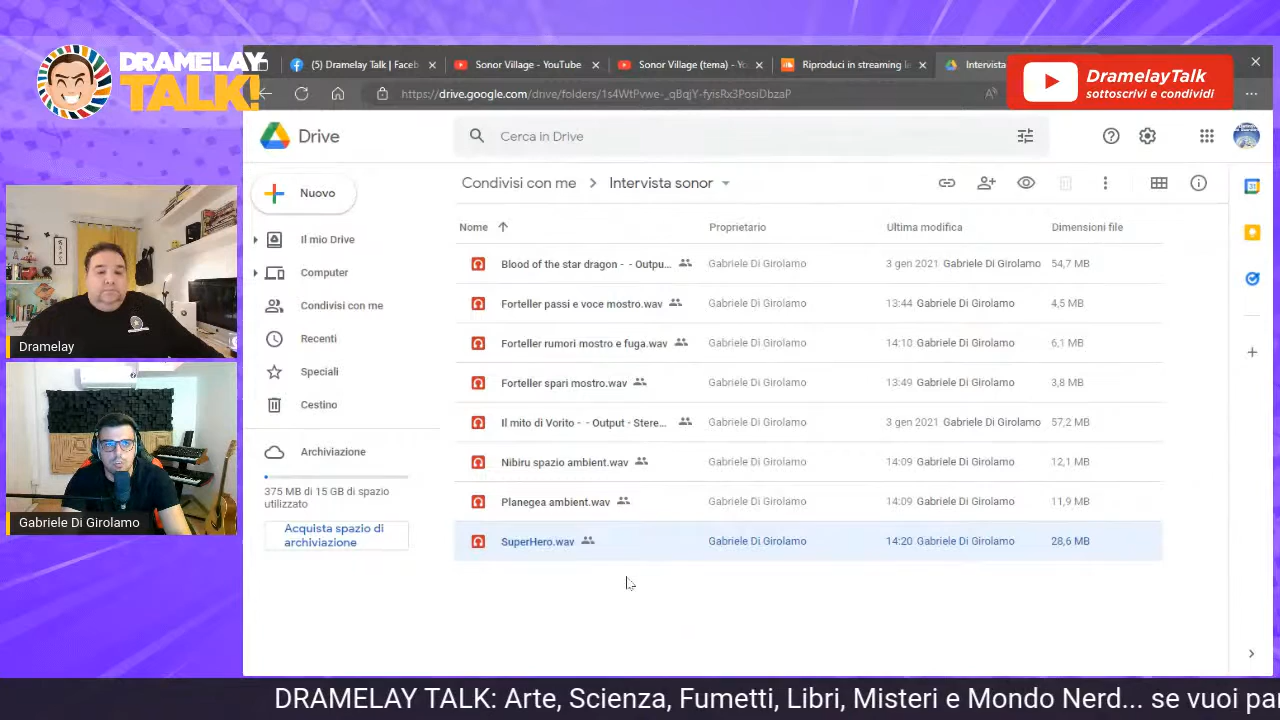 DRAMELAY
TALK!
(5) Dramelay Talk | Faceb
Sonor Village - YouTube
Sonor Village (tema) - Yo
Riproduci in streaming l
Intervista
https://drive.google.com/drive/folders/
DramelayTalk
sottoscrivi e condividi
Drive
Cerca in Drive
Nuovo
Condivisi con me
Intervista sonor
Il mio Drive
Computer
Condivisi con me
Recenti
Speciali
Cestino
Archiviazione
375 MB di 15 GB di spazio
utilizzato
Acquista spazio di
archiviazione
Nome Proprietario Ultima modifica Dimensioni file
Blood of the star dragon - - Outpu... Gabriele Di Girolamo 3 gen 2021 Gabriele Di Girolamo 54,7 MB
Forteller passi e voce mostro.wav Gabriele Di Girolamo 13:44 Gabriele Di Girolamo 4,5 MB
Forteller rumori mostro e fuga.wav Gabriele Di Girolamo 14:10 Gabriele Di Girolamo 6,1 MB
Forteller spari mostro.wav Gabriele Di Girolamo 13:49 Gabriele Di Girolamo 3,8 MB
Il mito di Vorito - - Output - Stere... Gabriele Di Girolamo 3 gen 2021 Gabriele Di Girolamo 57,2 MB
Nibiru spazio ambient.wav Gabriele Di Girolamo 14:09 Gabriele Di Girolamo 12,1 MB
Planegea ambient.wav Gabriele Di Girolamo 14:09 Gabriele Di Girolamo 11,9 MB
SuperHero.wav Gabriele Di Girolamo 14:20 Gabriele Di Girolamo 28,6 MB
Dramelay
Gabriele Di Girolamo
DRAMELAY TALK: Arte, Scienza, Fumetti, Libri, Misteri e Mondo Nerd... se vuoi pa